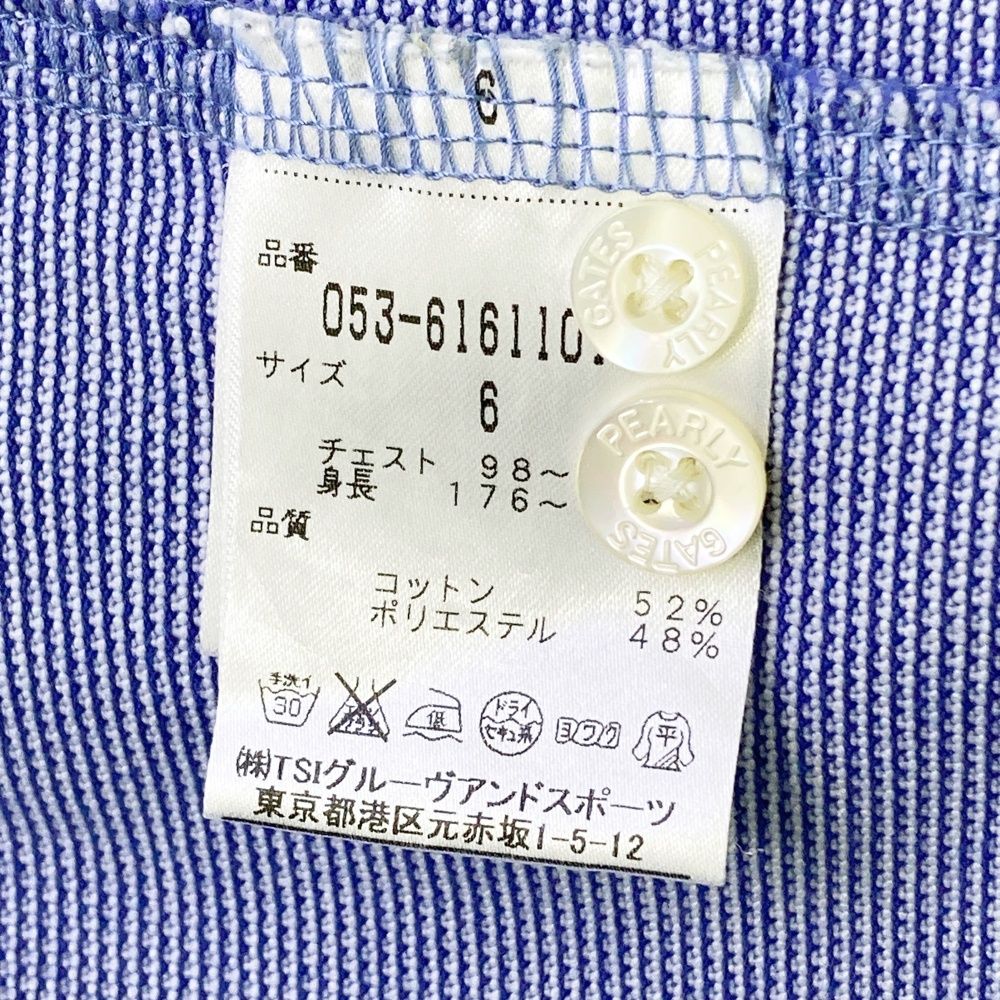 6
品番
053-6161101
サイズ
6
チェスト 98～
身長 176～
品質
コットン 52%
ポリエステル 48%
手洗イ
30
低
ドライ
セキユ系
ヨワク
平
(株)TSIグルーヴアンドスポーツ
東京都港区元赤坂1-5-12
PEARLY GATES
PEARLY GATES